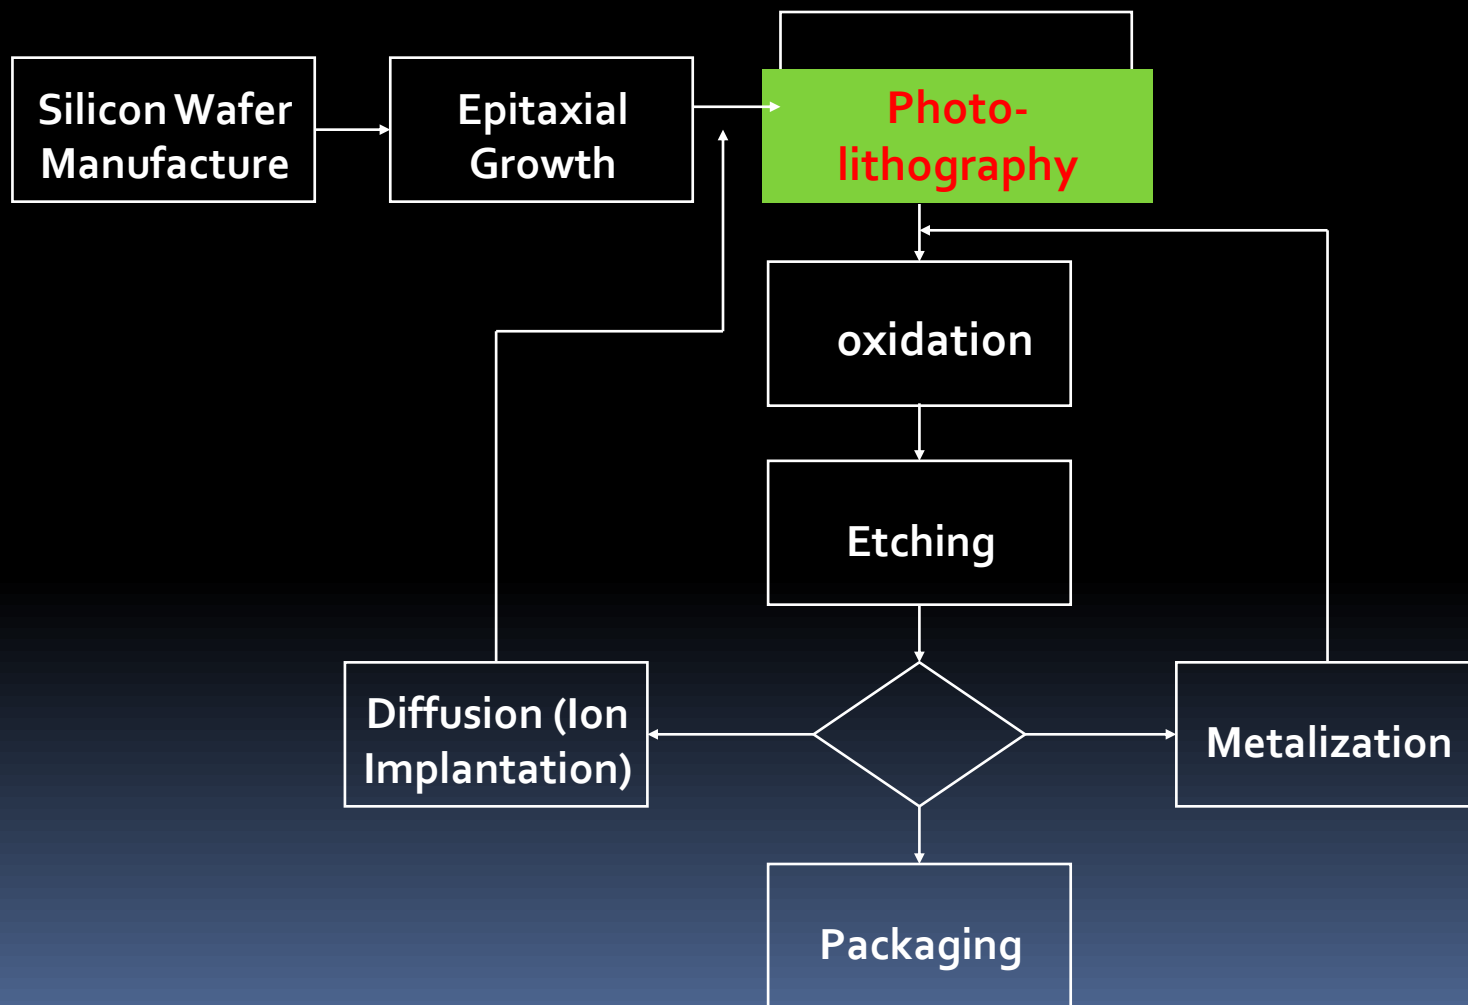 Silicon Wafer
Manufacture
Epitaxial
Growth
Photo-
lithography
oxidation
Etching
Diffusion (Ion
Implantation)
Metalization
Packaging